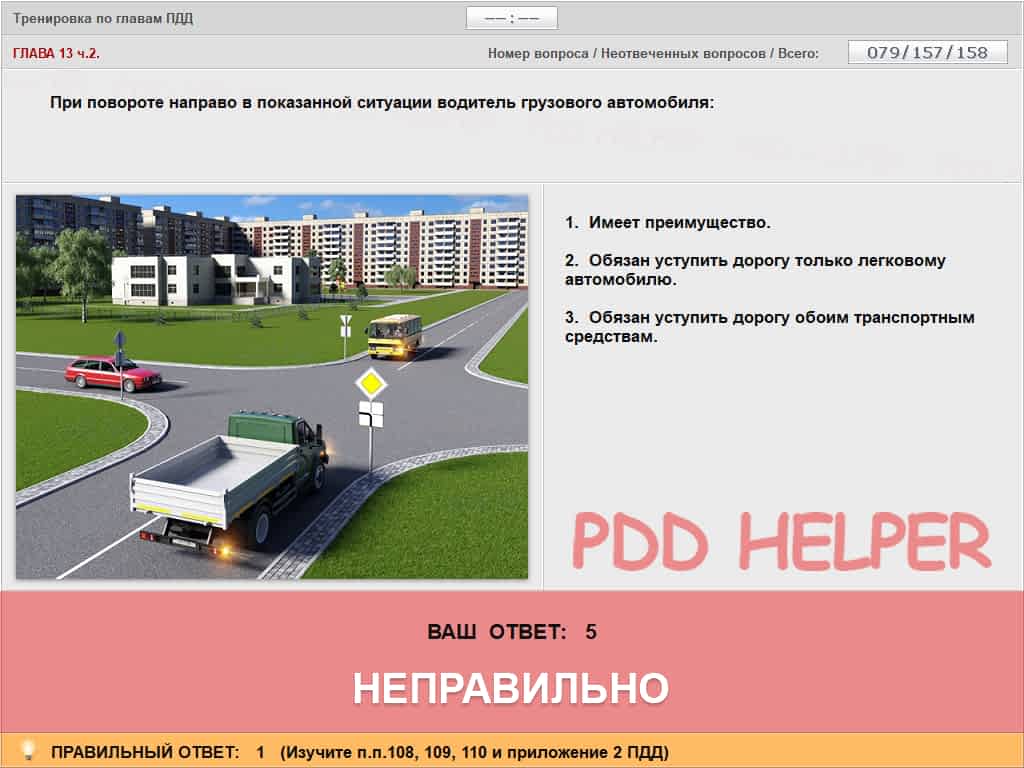 Тренировка по главам ПДД
—— : ——
ГЛАВА 13 ч.2.
Номер вопроса / Неотвеченных вопросов / Всего:
079/157/158
При повороте направо в показанной ситуации водитель грузового автомобиля:
1. Имеет преимущество.
2. Обязан уступить дорогу только легковому
автомобилю.
3. Обязан уступить дорогу обоим транспортным
средствам.
PDD HELPER
ВАШ ОТВЕТ: 5
НЕПРАВИЛЬНО
ПРАВИЛЬНЫЙ ОТВЕТ: 1 (Изучите п.п.108, 109, 110 и приложение 2 ПДД)